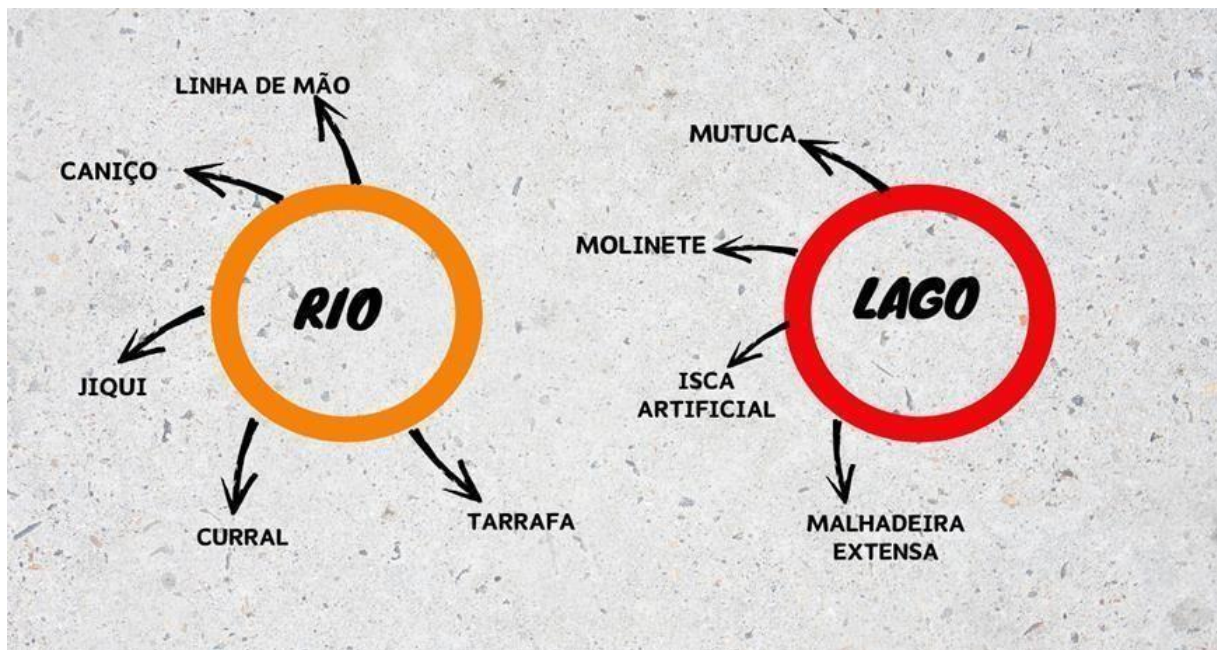 LINHA DE MÃO
CANIÇO
RIO
JIQUI
CURRAL
TARRAFA
MUTUCA
MOLINETE
LAGO
ISCA
ARTIFICIAL
MALHADEIRA
EXTENSA